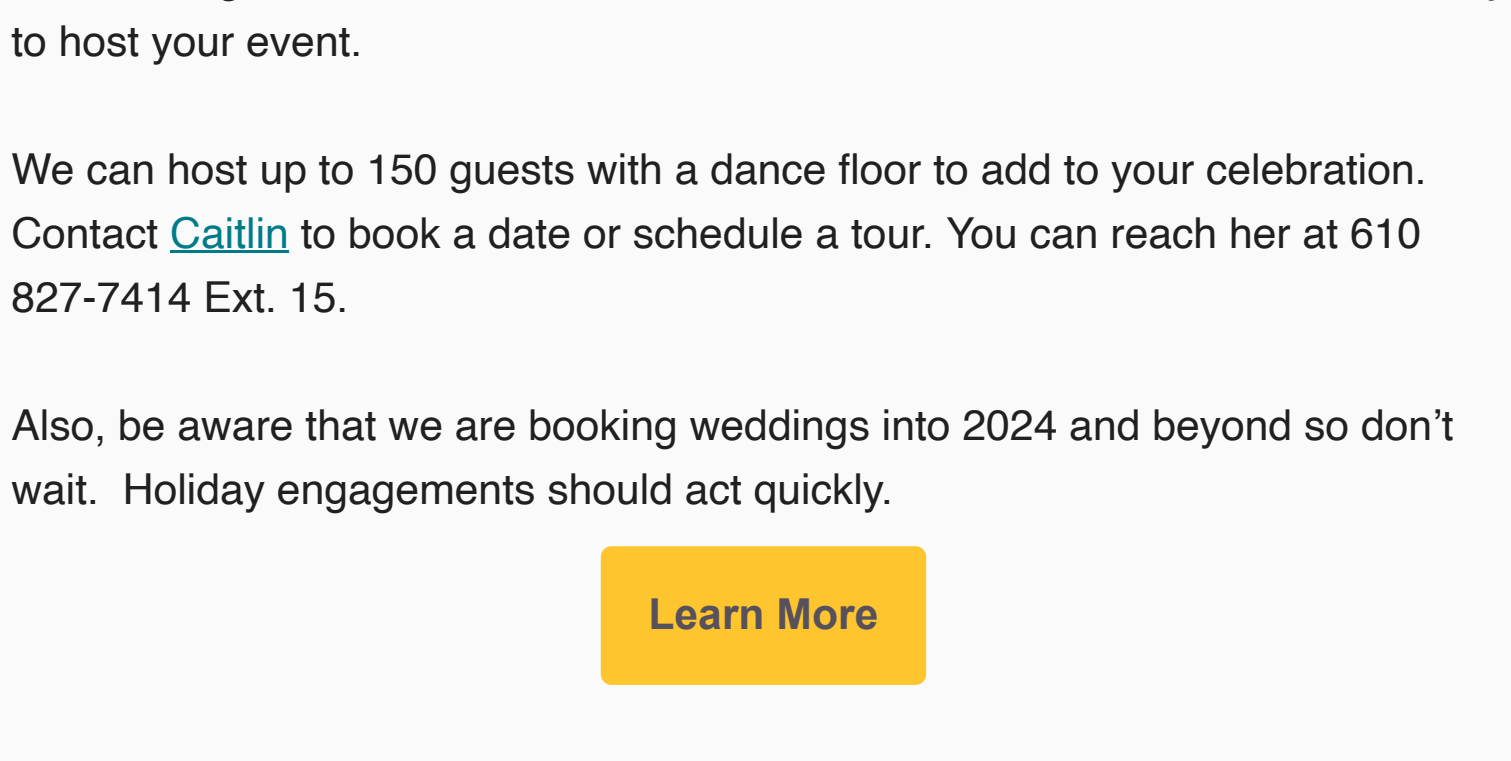 to host your event.
We can host up to 150 guests with a dance floor to add to your celebration.
Contact Caitlin to book a date or schedule a tour. You can reach her at 610
827-7414 Ext. 15.
Also, be aware that we are booking weddings into 2024 and beyond so don’t
wait.  Holiday engagements should act quickly.
Learn More